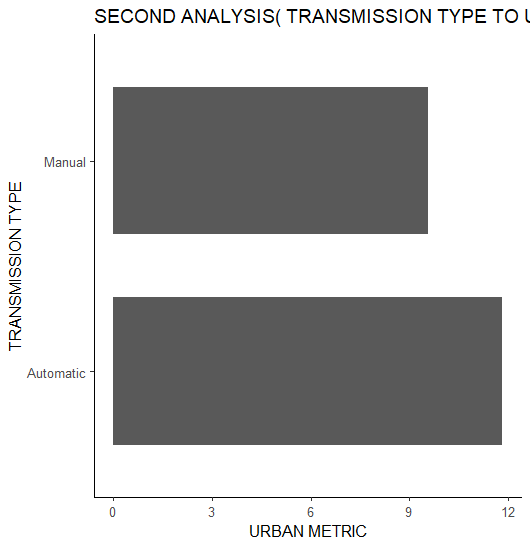 SECOND ANALYSIS( TRANSMISSION TYPE TO U
Manual
TRANSMISSION TYPE
Automatic
0 3 6 9 12
URBAN METRIC